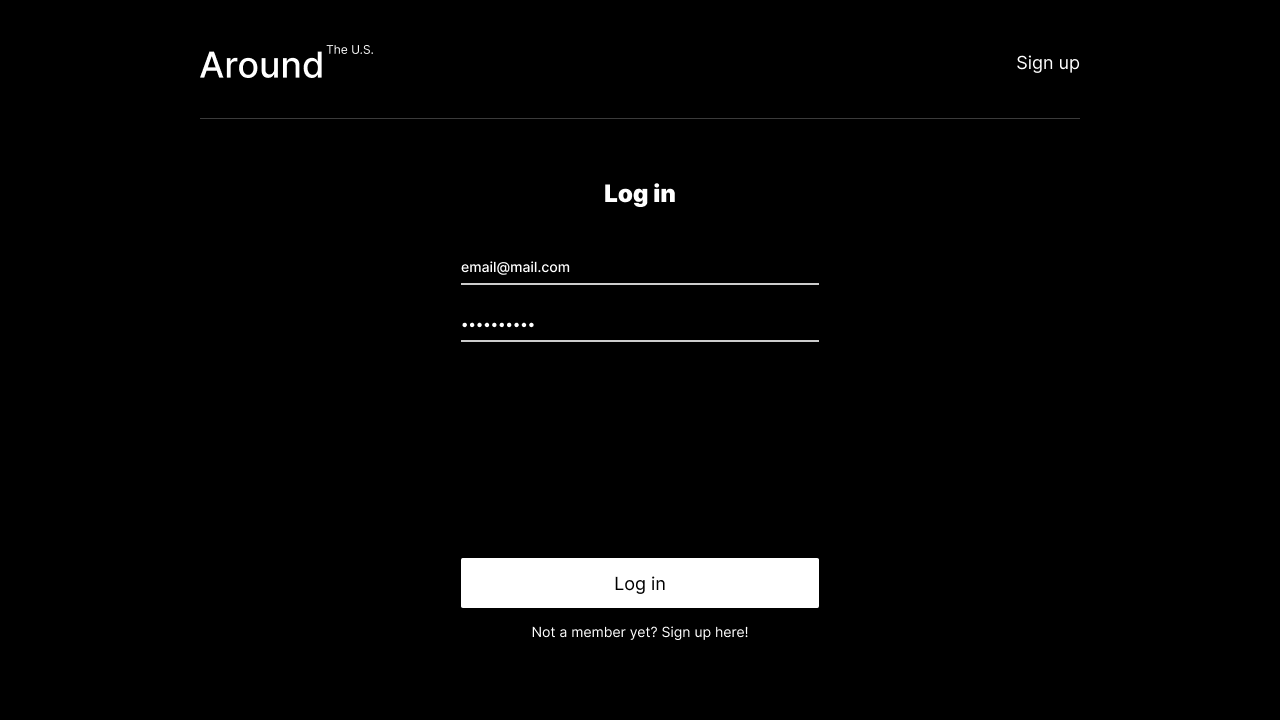 Around The U.S.
Sign up
Log in
email@mail.com
••••••••••
Log in
Not a member yet? Sign up here!